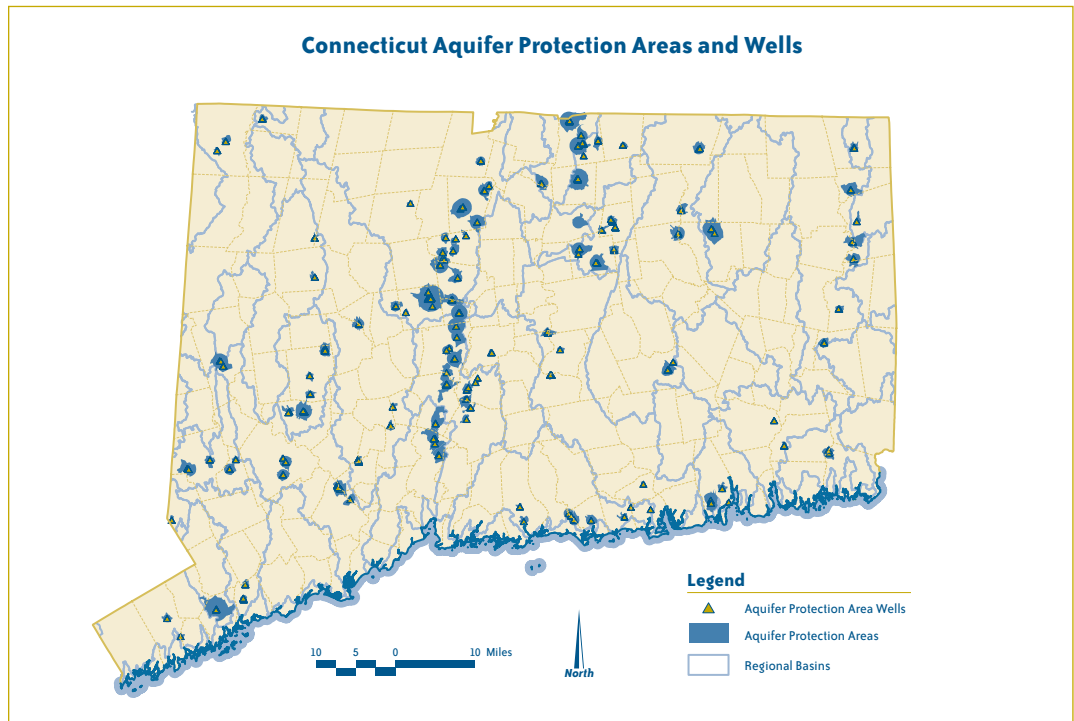 Connecticut Aquifer Protection Areas and Wells
Legend
Aquifer Protection Area Wells
Aquifer Protection Areas
Regional Basins
10 5 0 10 Miles
North